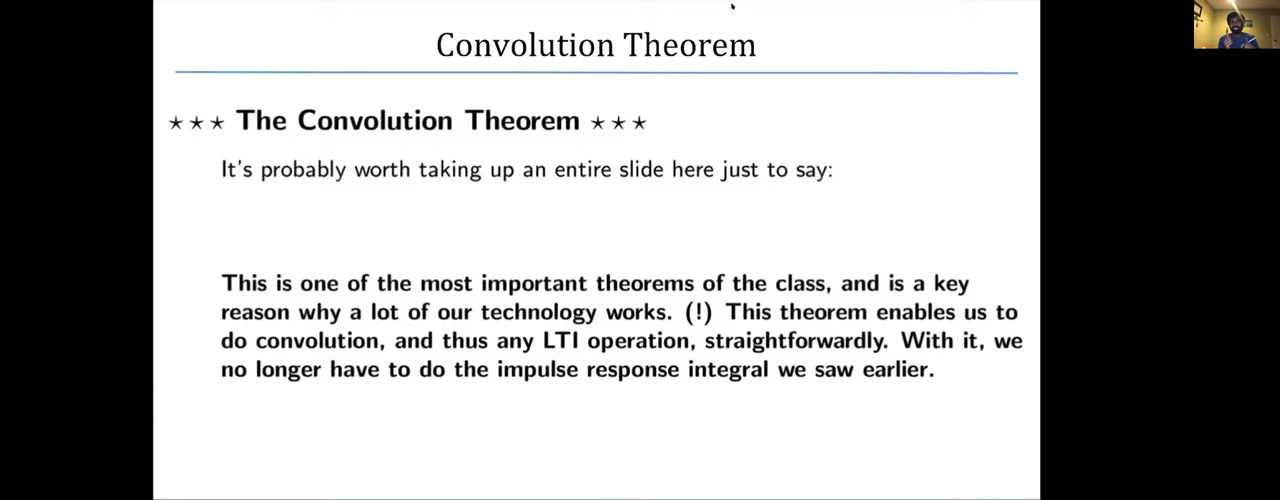 Convolution Theorem
⋆⋆⋆ The Convolution Theorem ⋆⋆⋆
It's probably worth taking up an entire slide here just to say:
This is one of the most important theorems of the class, and is a key
reason why a lot of our technology works. (!) This theorem enables us to
do convolution, and thus any LTI operation, straightforwardly. With it, we
no longer have to do the impulse response integral we saw earlier.